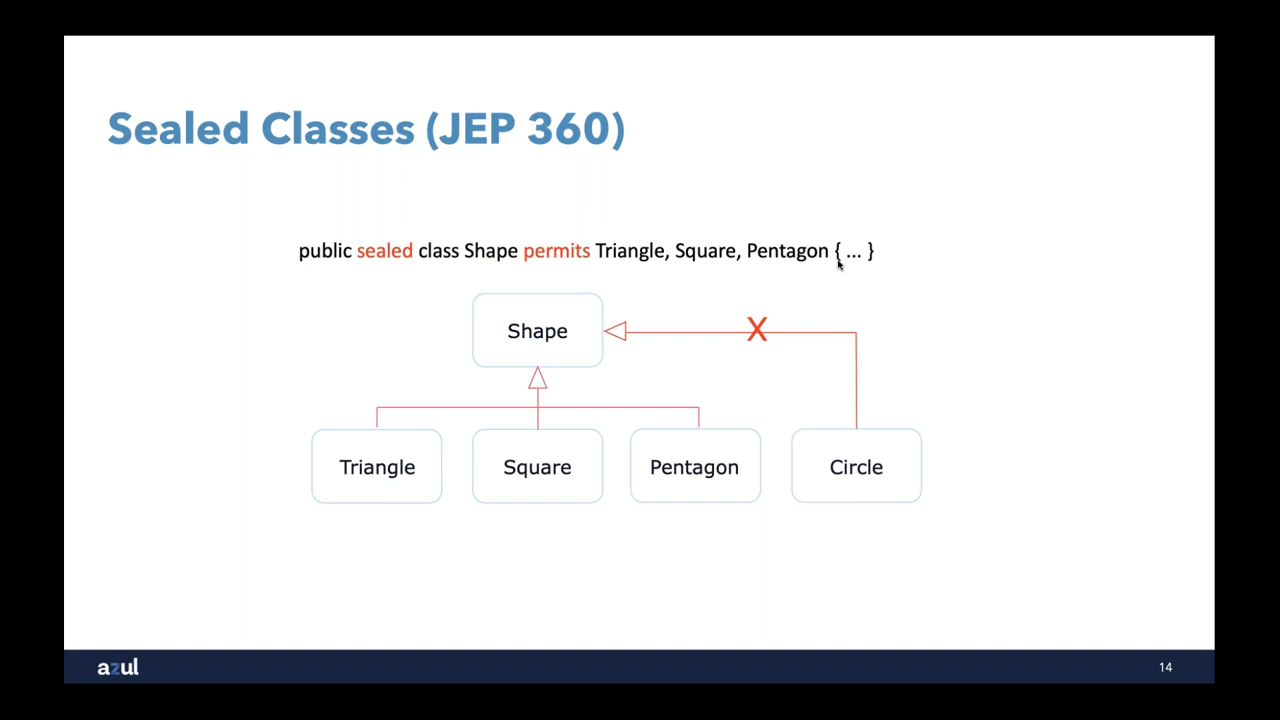 Sealed Classes (JEP 360)
public sealed class Shape permits Triangle, Square, Pentagon { ... }
Shape
X
Triangle
Square
Pentagon
Circle
azul
14